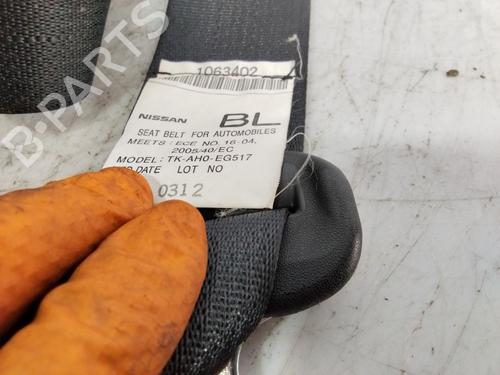 1063402
NISSAN BL
SEAT BELT FOR AUTOMOBILES
MEETS : ECE NO. 16-04,
2005/40/EC
MODEL: TK-AH0-EG517
DATE LOT NO
0312
B-PARTS